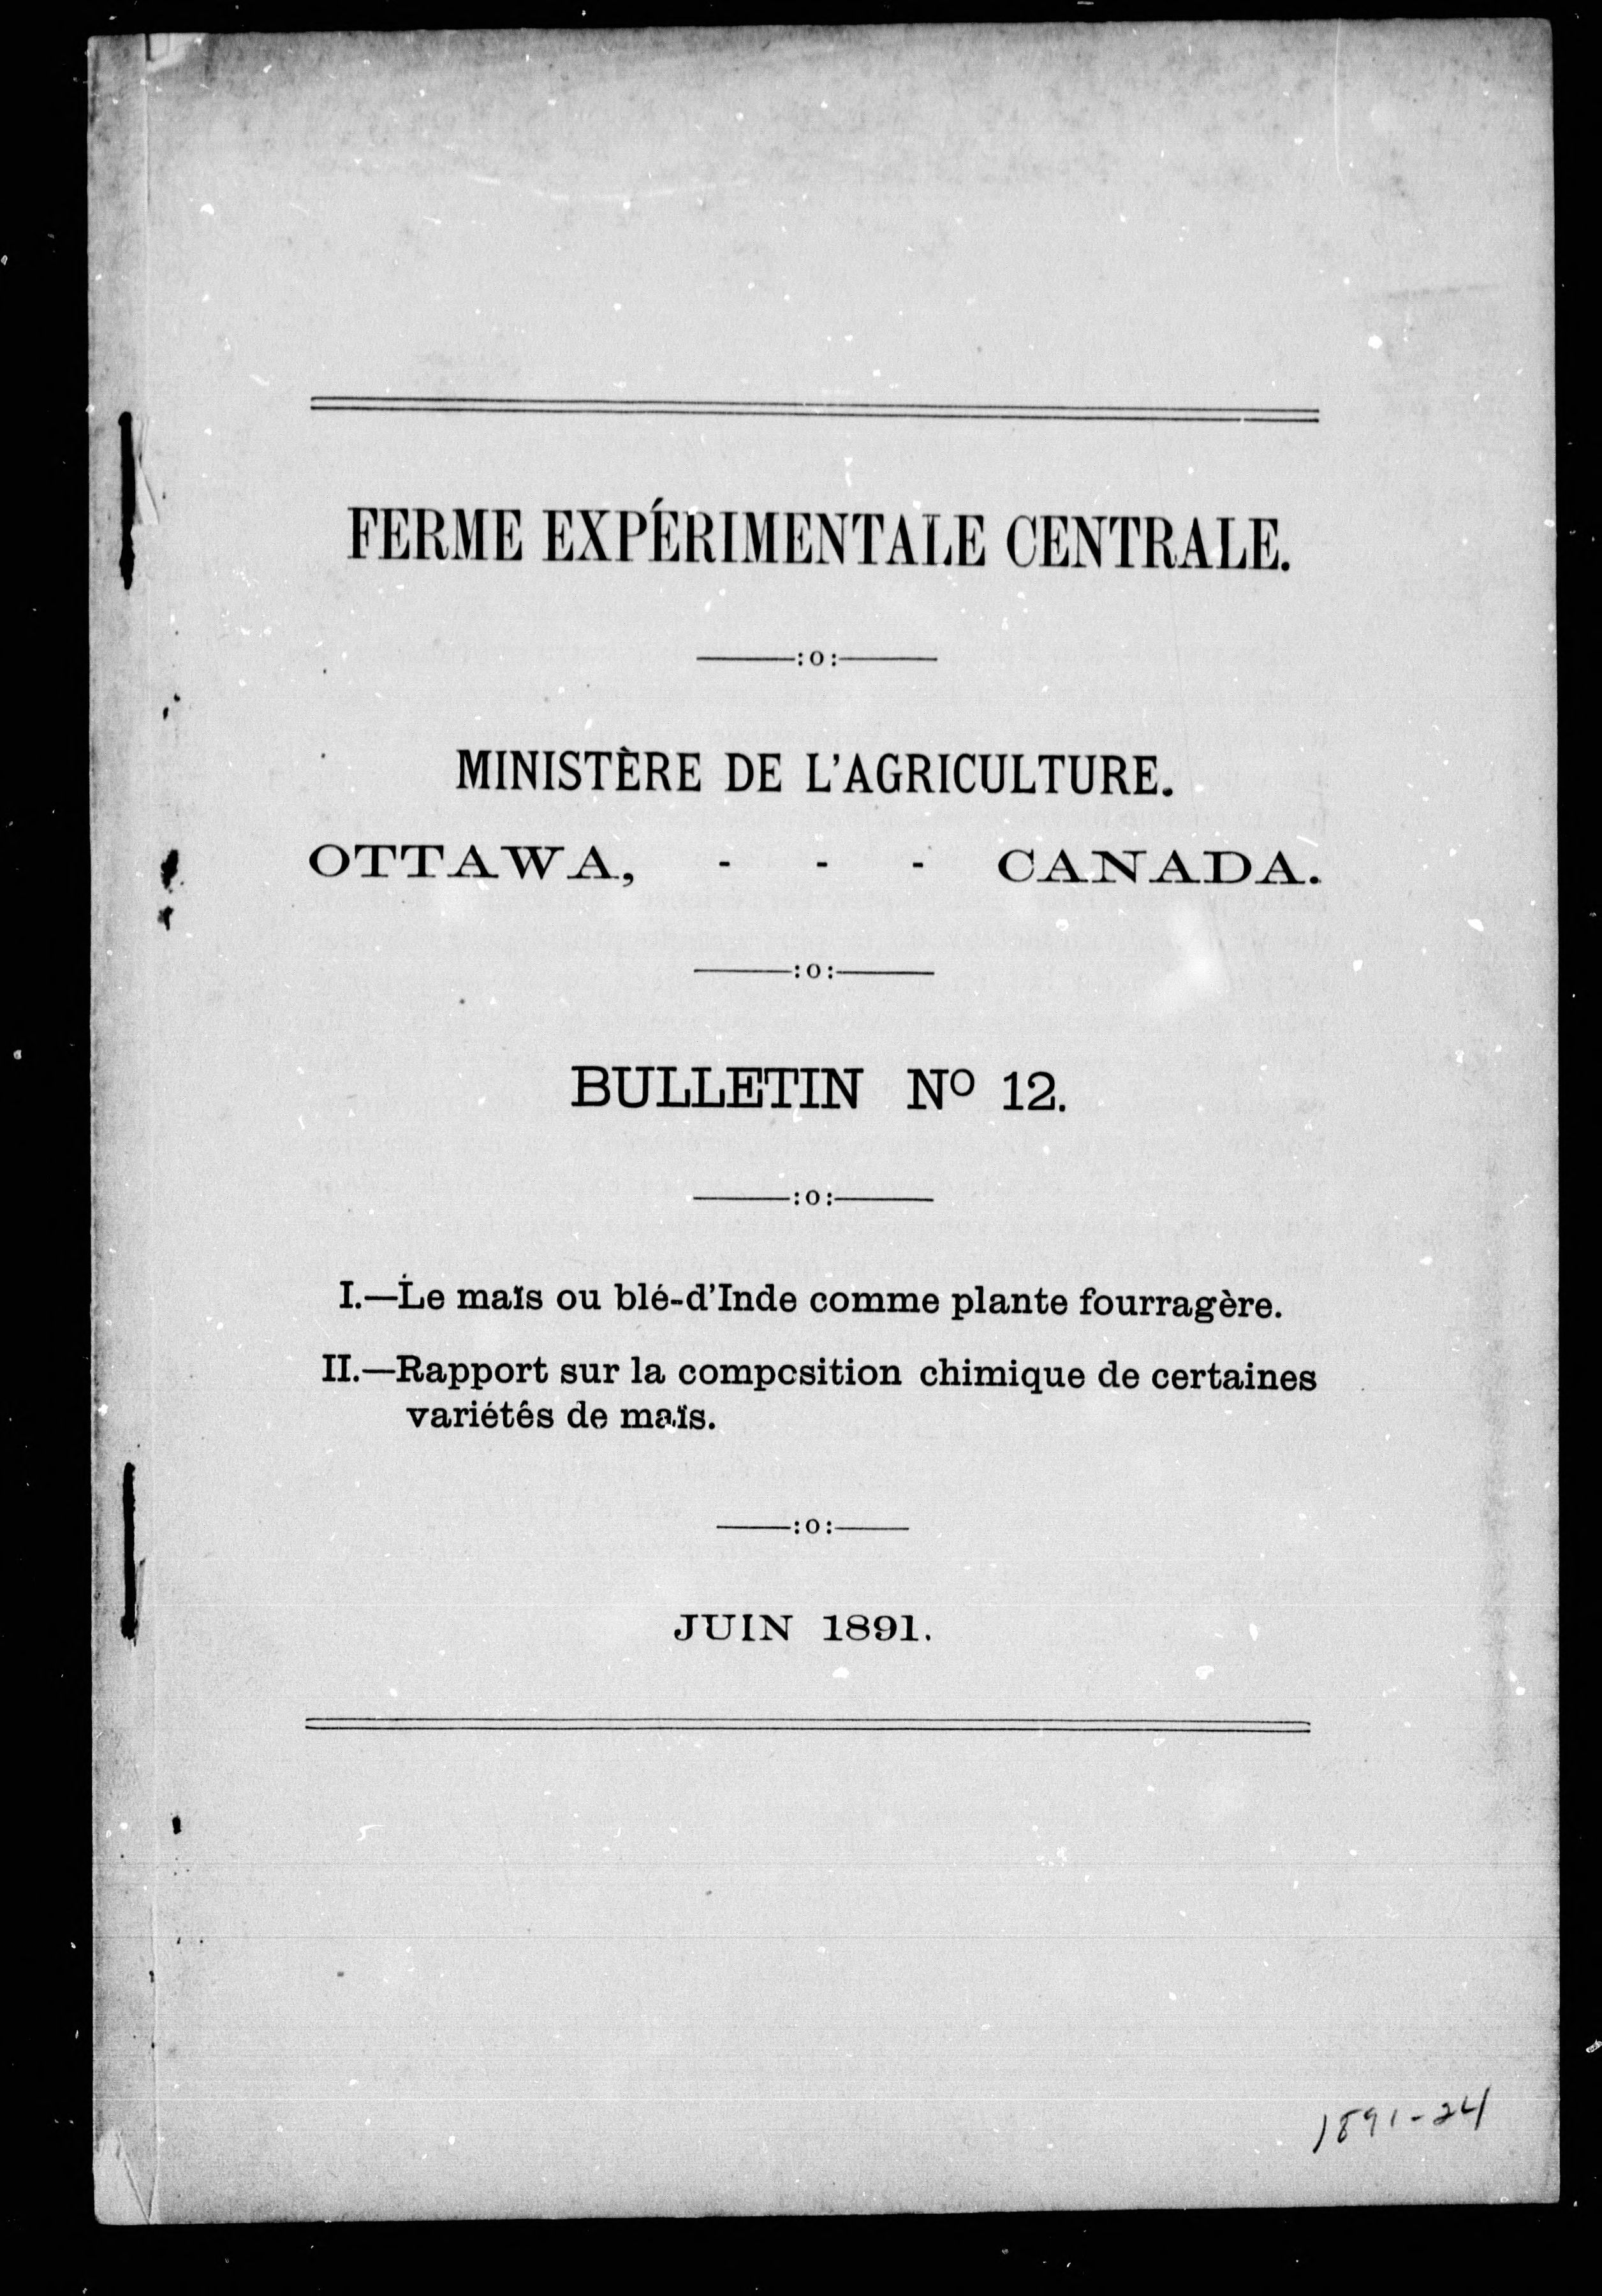 FERME EXPÉRIMENTALE CENTRALE.
———:o:———
MINISTÈRE DE L'AGRICULTURE.
OTTAWA, - - - CANADA.
———:o:———
BULLETIN Nº 12.
———:o:———
I.—Le maïs ou blé-d'Inde comme plante fourragère.
II.—Rapport sur la composition chimique de certaines
variétés de maïs.
———:o:———
JUIN 1891.
1891-24